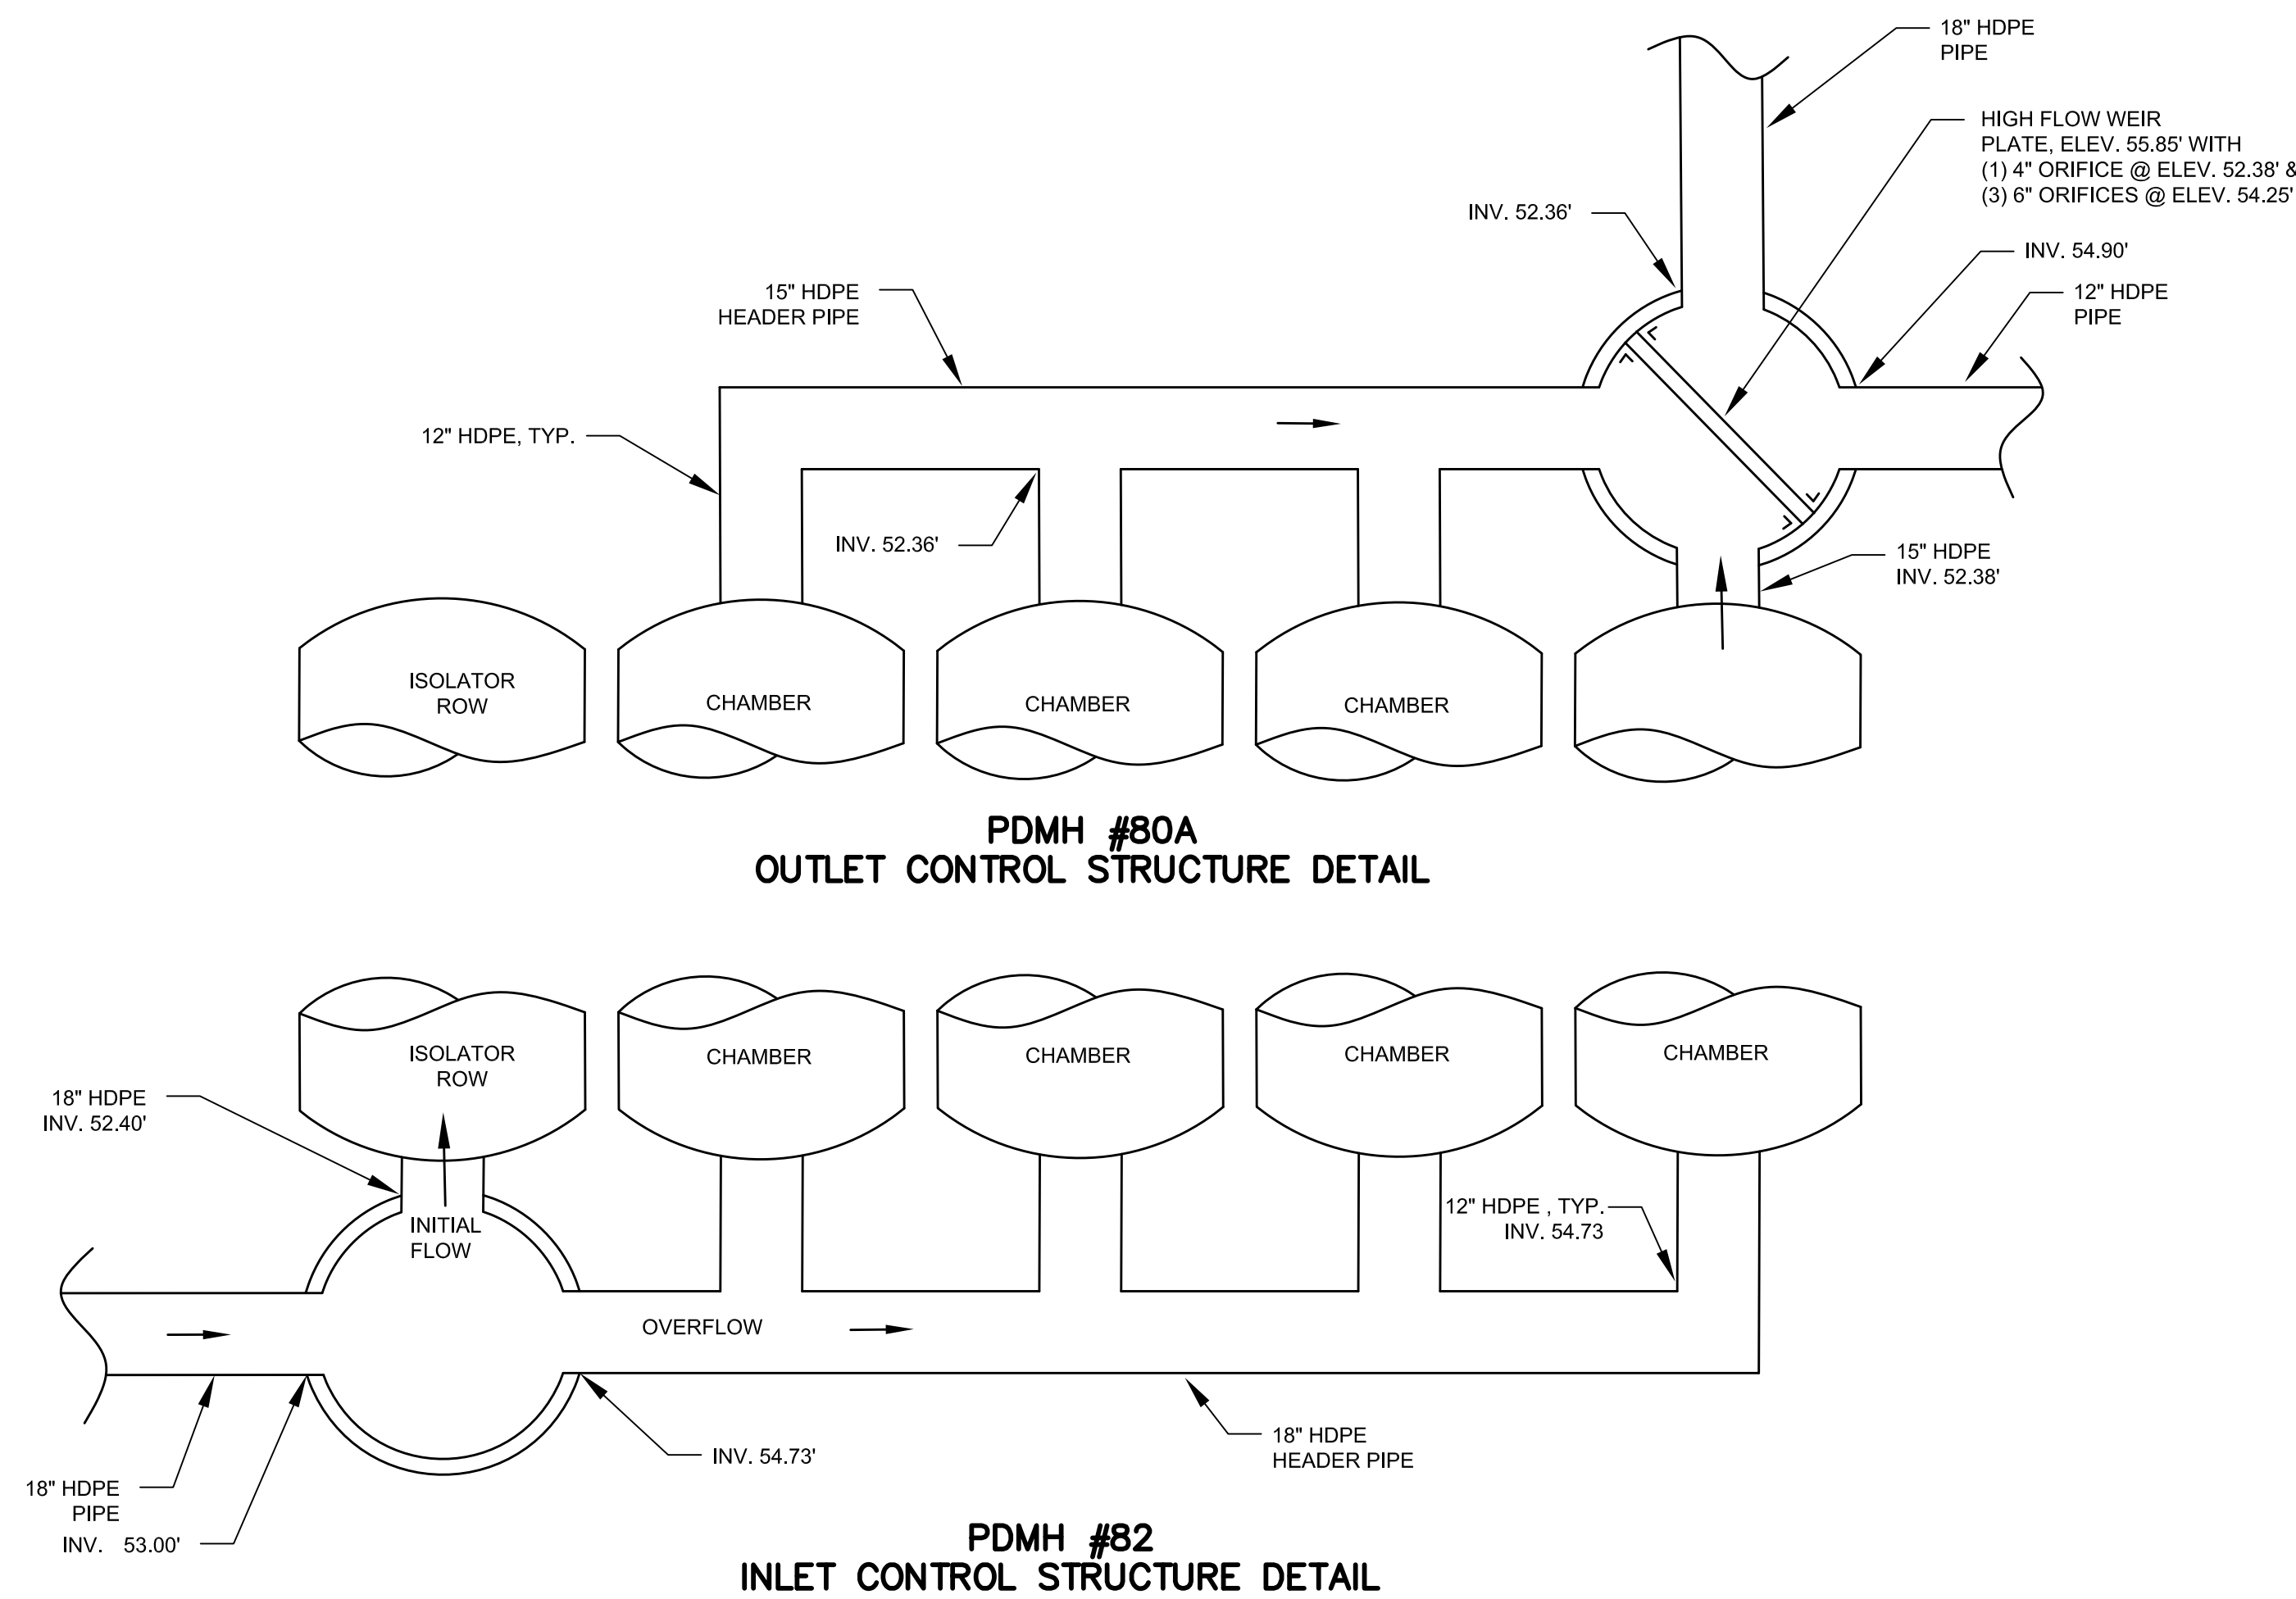 18" HDPE
PIPE
HIGH FLOW WEIR
PLATE, ELEV. 55.85' WITH
(1) 4" ORIFICE @ ELEV. 52.38' &
(3) 6" ORIFICES @ ELEV. 54.25'
INV. 52.36'
INV. 54.90'
12" HDPE
PIPE
15" HDPE
HEADER PIPE
12" HDPE, TYP.
INV. 52.36'
15" HDPE
INV. 52.38'
ISOLATOR
ROW
CHAMBER
CHAMBER
CHAMBER
PDMH #80A
OUTLET CONTROL STRUCTURE DETAIL
ISOLATOR
ROW
CHAMBER
CHAMBER
CHAMBER
CHAMBER
18" HDPE
INV. 52.40'
INITIAL
FLOW
12" HDPE , TYP.
INV. 54.73
OVERFLOW
INV. 54.73'
18" HDPE
HEADER PIPE
18" HDPE
PIPE
INV. 53.00'
PDMH #82
INLET CONTROL STRUCTURE DETAIL